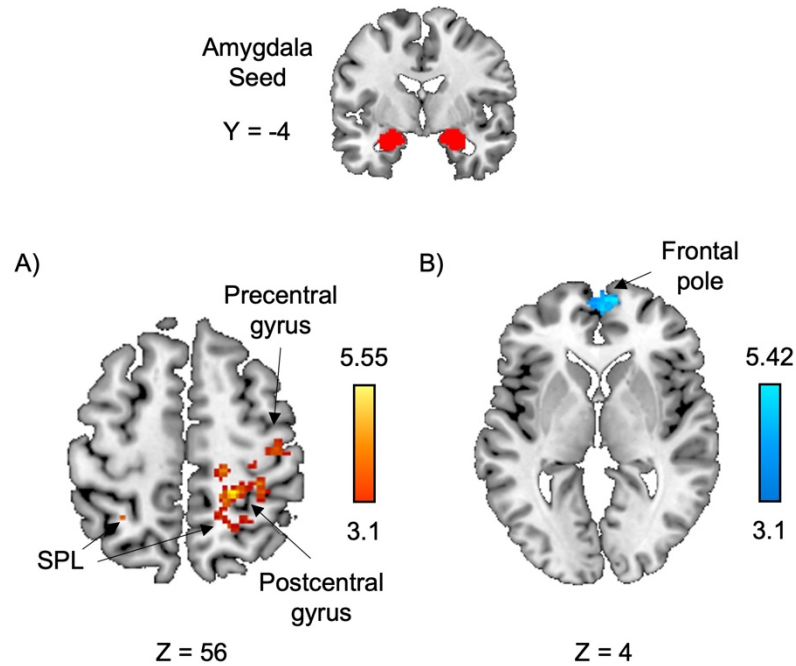 Amygdala
Seed
Y = -4
A)
Precentral
gyrus
5.55
3.1
SPL
Postcentral
gyrus
Z = 56
B)
Frontal
pole
5.42
3.1
Z = 4